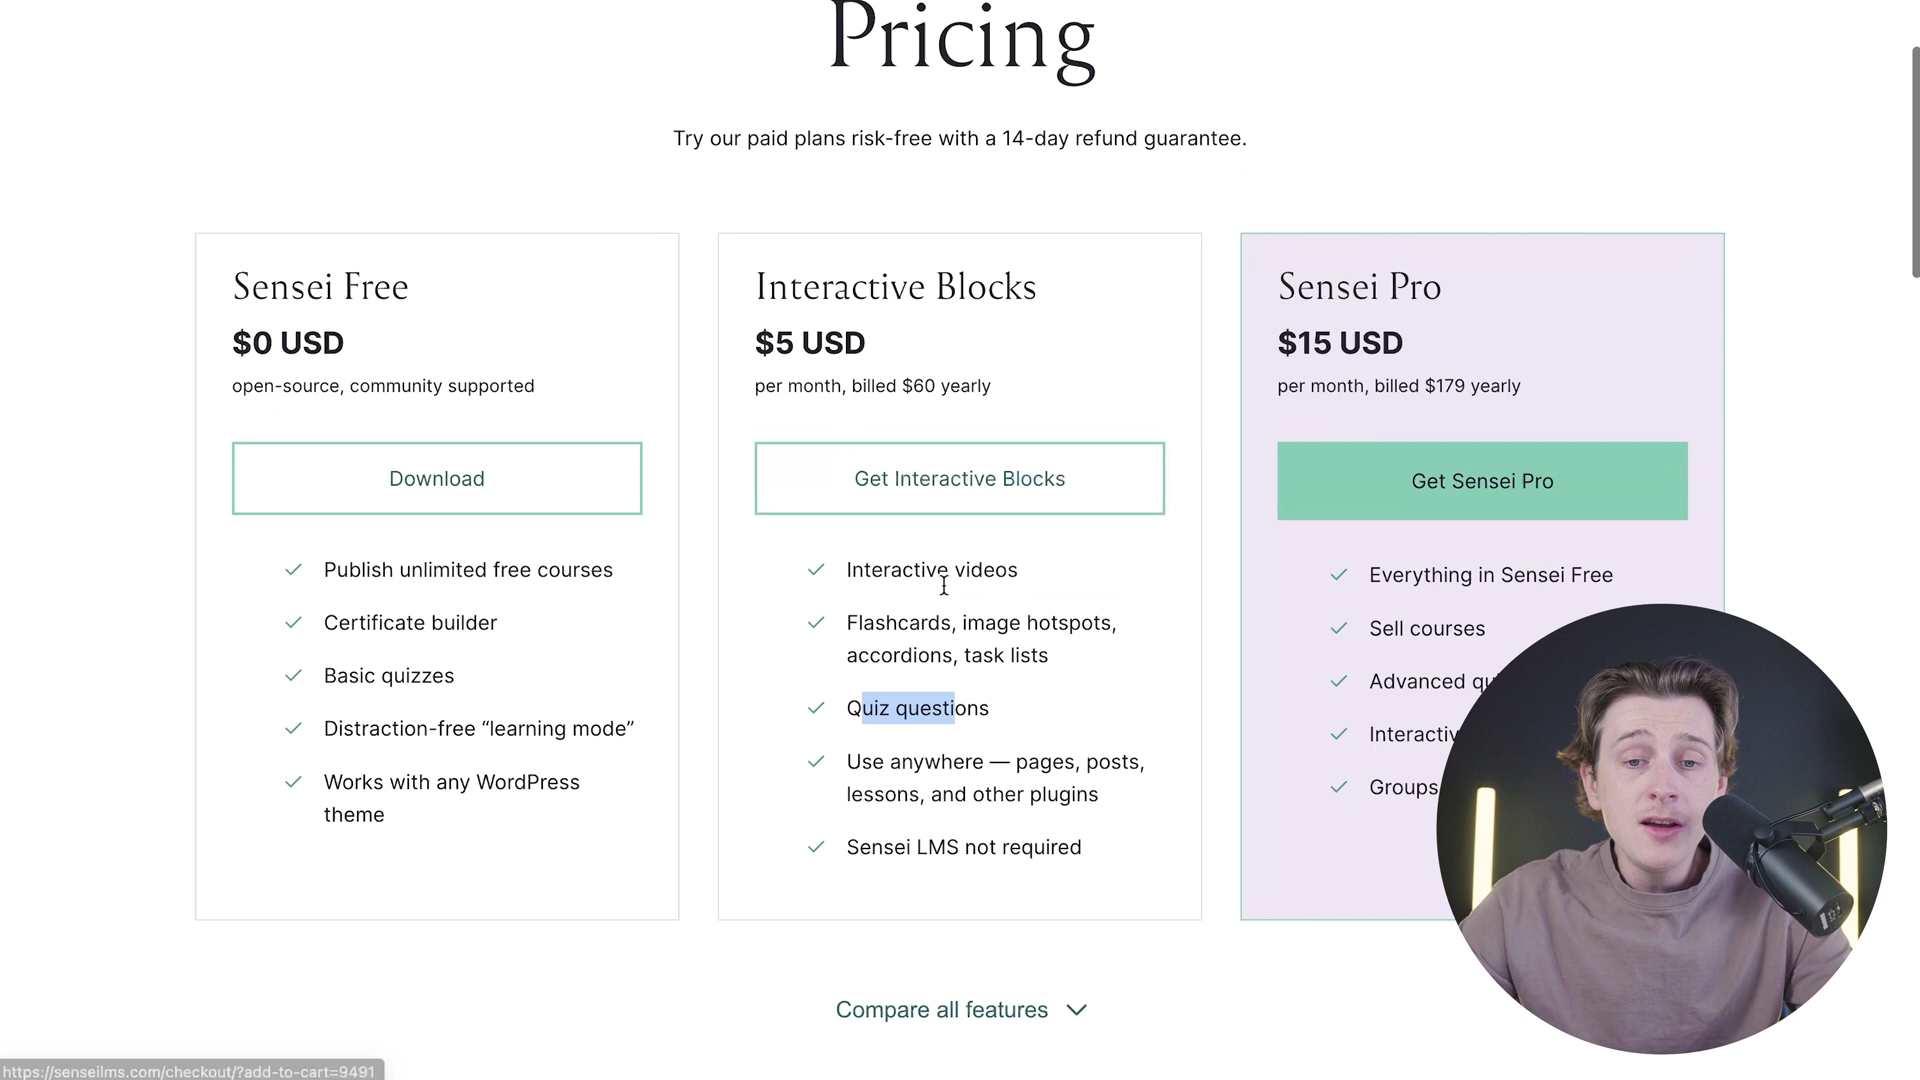 Pricing
Try our paid plans risk-free with a 14-day refund guarantee.
Sensei Free
$0 USD
open-source, community supported
Download
Publish unlimited free courses
Certificate builder
Basic quizzes
Distraction-free “learning mode”
Works with any WordPress
theme
Interactive Blocks
$5 USD
per month, billed $60 yearly
Get Interactive Blocks
Interactive videos
Flashcards, image hotspots,
accordions, task lists
Quiz questions
Use anywhere — pages, posts,
lessons, and other plugins
Sensei LMS not required
Sensei Pro
$15 USD
per month, billed $179 yearly
Get Sensei Pro
Everything in Sensei Free
Sell courses
Advanced
Groups
Compare all features
https://senseilms.com/checkout/?add-to-cart=9491